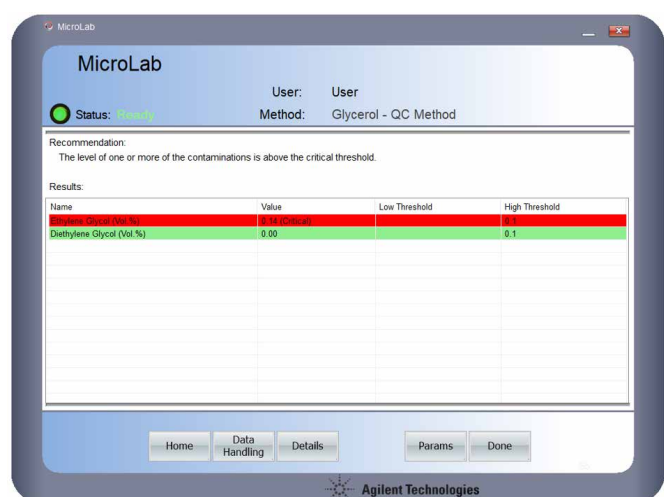 MicroLab
MicroLab
User: User
Status: Ready Method: Glycerol - QC Method
Recommendation:
The level of one or more of the contaminations is above the critical threshold.
Results:
Name Value Low Threshold High Threshold
Ethylene Glycol (Vol.%) 0.14 (Critical) 0.1
Diethylene Glycol (Vol.%) 0.00 0.1
Home Data Handling Details Params Done
Agilent Technologies